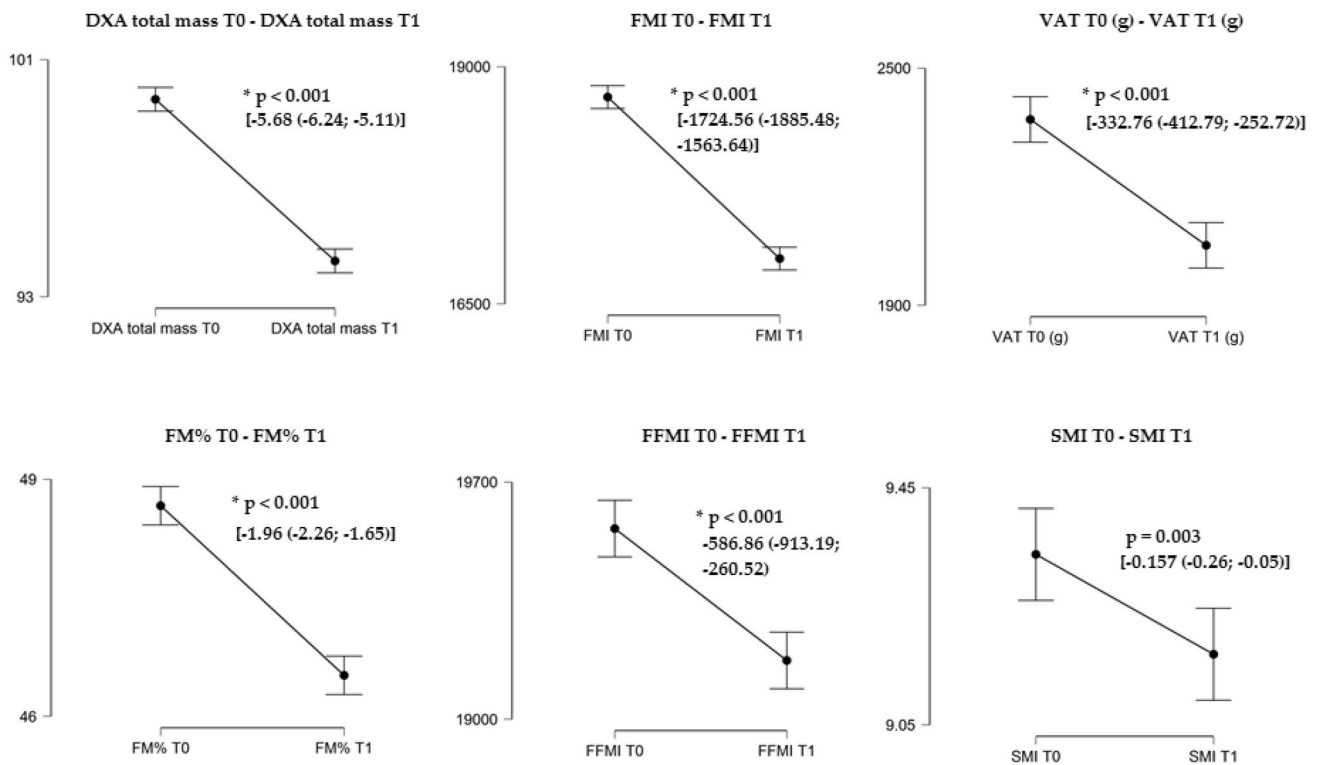 DXA total mass T0 - DXA total mass T1
101
* p < 0.001
[-5.68 (-6.24; -5.11)]
93
DXA total mass T0
DXA total mass T1
FMI T0 - FMI T1
19000
* p < 0.001
[-1724.56 (-1885.48;
-1563.64)]
16500
FMI T0
FMI T1
VAT T0 (g) - VAT T1 (g)
2500
* p < 0.001
[-332.76 (-412.79; -252.72)]
1900
VAT T0 (g)
VAT T1 (g)
FM% T0 - FM% T1
49
* p < 0.001
[-1.96 (-2.26; -1.65)]
46
FM% T0
FM% T1
FFMI T0 - FFMI T1
19700
* p < 0.001
-586.86 (-913.19;
-260.52)
19000
FFMI T0
FFMI T1
SMI T0 - SMI T1
9.45
p = 0.003
[-0.157 (-0.26; -0.05)]
9.05
SMI T0
SMI T1